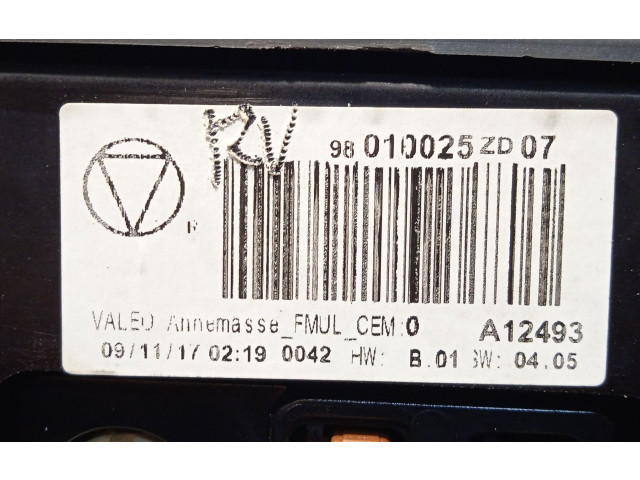 98 010025 ZD 07
R
VALEO Annemasse_FMUL_CEM:0 A12493
09/11/17 02:19 0042 HW: B.01 SW: 04.05